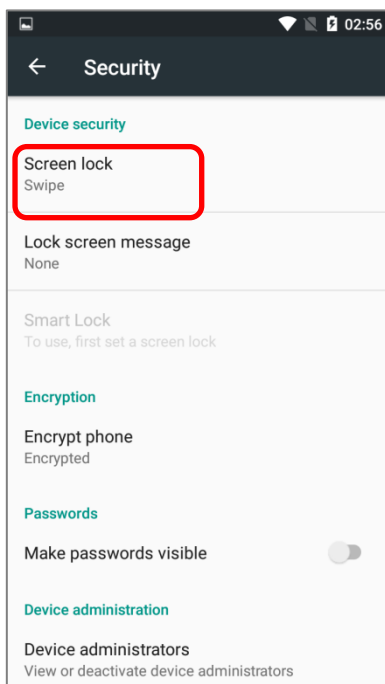 02:56
Security
Device security
Screen lock
Swipe
Lock screen message
None
Smart Lock
To use, first set a screen lock
Encryption
Encrypt phone
Encrypted
Passwords
Make passwords visible
Device administration
Device administrators
View or deactivate device administrators